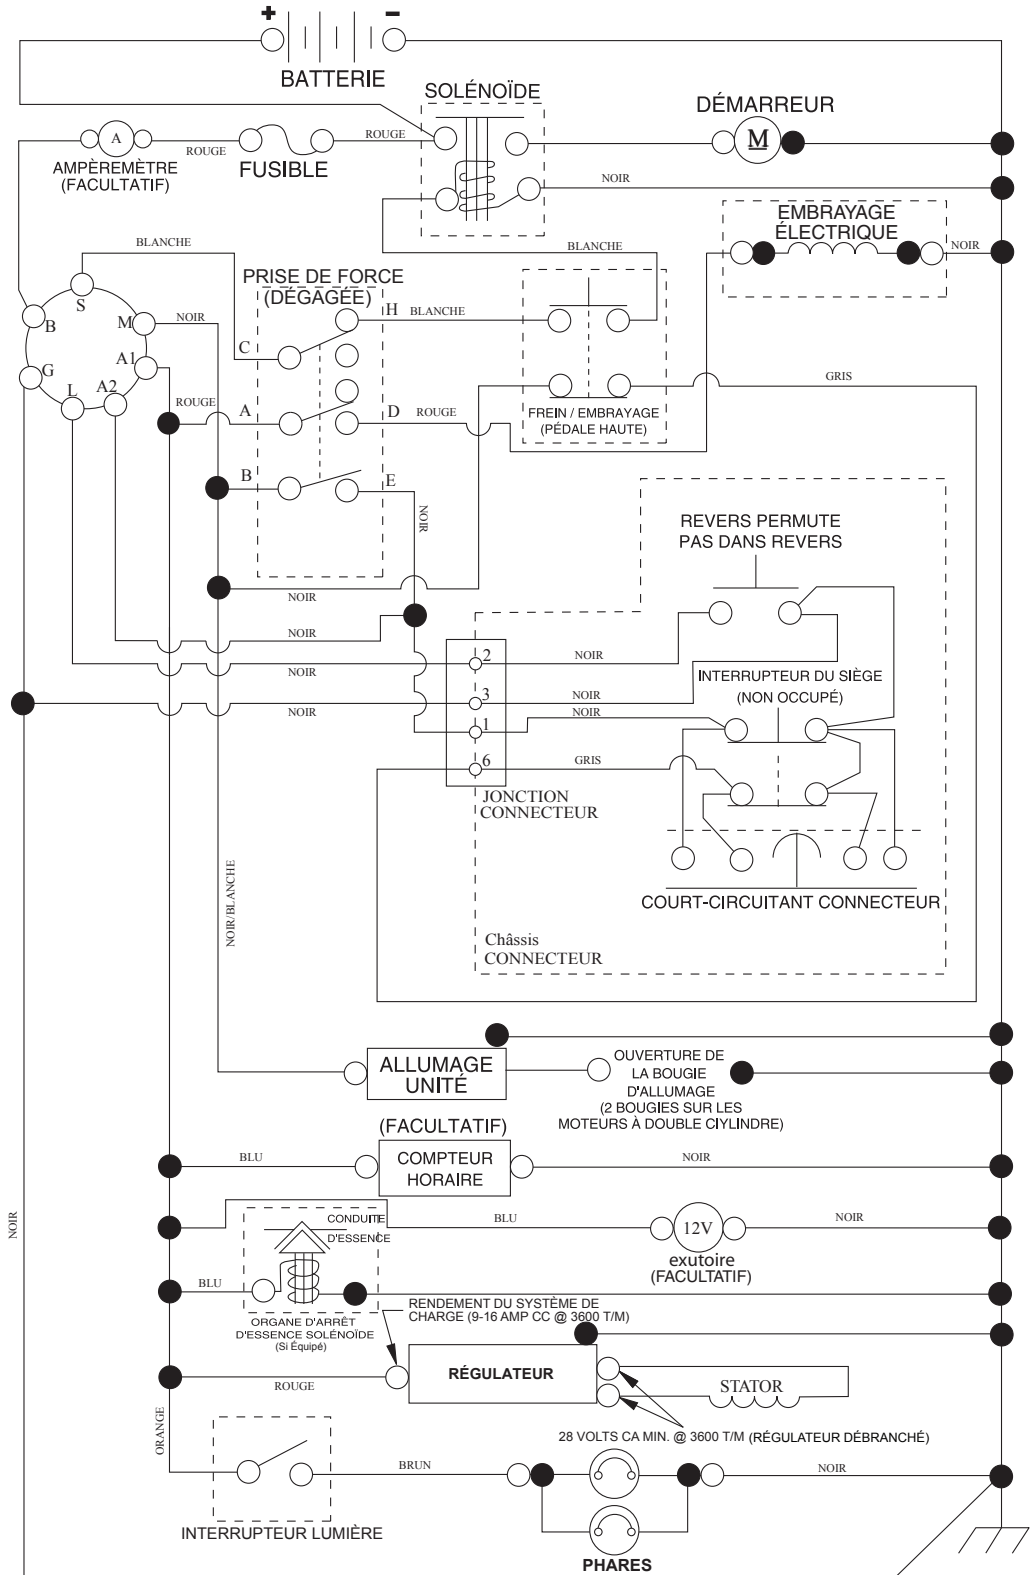 + −
BATTERIE
SOLÉNOÏDE
DÉMARREUR
A
ROUGE
FUSIBLE
ROUGE
M
AMPÈREMÈTRE
(FACULTATIF)
NOIR
EMBRAYAGE
ÉLECTRIQUE
NOIR
BLANCHE
BLANCHE
PRISE DE FORCE
(DÉGAGÉE)
S
B
M
NOIR
H
BLANCHE
C
G
A1
L
A2
ROUGE
A
D
ROUGE
GRIS
FREIN / EMBRAYAGE
(PÉDALE HAUTE)
B
E
NOIR
REVERS PERMUTE
PAS DANS REVERS
NOIR
NOIR
NOIR
2
NOIR
INTERRUPTEUR DU SIÈGE
(NON OCCUPÉ)
NOIR
3
NOIR
1
NOIR
6
GRIS
JONCTION
CONNECTEUR
NOIR/BLANCHE
COURT-CIRCUITANT CONNECTEUR
Châssis
CONNECTEUR
ALLUMAGE
UNITÉ
OUVERTURE DE
LA BOUGIE
D'ALLUMAGE
(2 BOUGIES SUR LES
MOTEURS À DOUBLE CIYLINDRE)
(FACULTATIF)
BLU
COMPTEUR
HORAIRE
NOIR
NOIR
CONDUITE
D'ESSENCE
BLU
12V
NOIR
exutoire
(FACULTATIF)
BLU
ORGANE D'ARRÊT
D'ESSENCE SOLÉNOÏDE
(Si Équipé)
RENDEMENT DU SYSTÈME DE
CHARGE (9-16 AMP CC @ 3600 T/M)
RÉGULATEUR
ROUGE
STATOR
28 VOLTS CA MIN. @ 3600 T/M (RÉGULATEUR DÉBRANCHÉ)
ORANGE
BRUN
NOIR
INTERRUPTEUR LUMIÈRE
PHARES